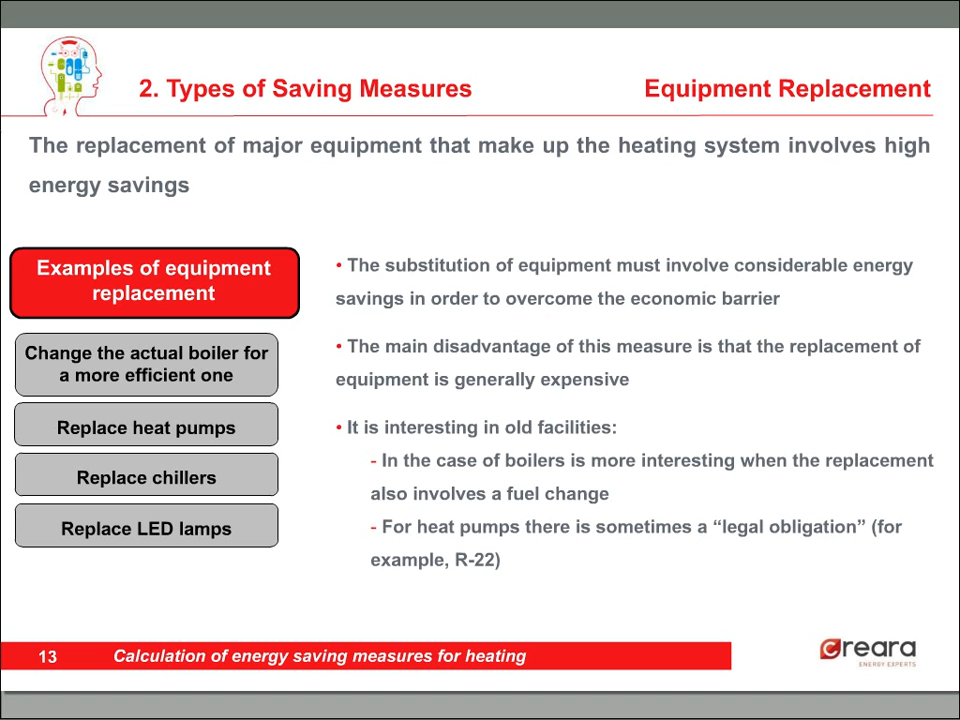 2. Types of Saving Measures
Equipment Replacement
The replacement of major equipment that make up the heating system involves high
energy savings
Examples of equipment
replacement
Change the actual boiler for
a more efficient one
Replace heat pumps
Replace chillers
Replace LED lamps
• The substitution of equipment must involve considerable energy
savings in order to overcome the economic barrier
• The main disadvantage of this measure is that the replacement of
equipment is generally expensive
• It is interesting in old facilities:
- In the case of boilers is more interesting when the replacement
also involves a fuel change
- For heat pumps there is sometimes a “legal obligation” (for
example, R-22)
13
Calculation of energy saving measures for heating
creara
ENERGY EXPERTS